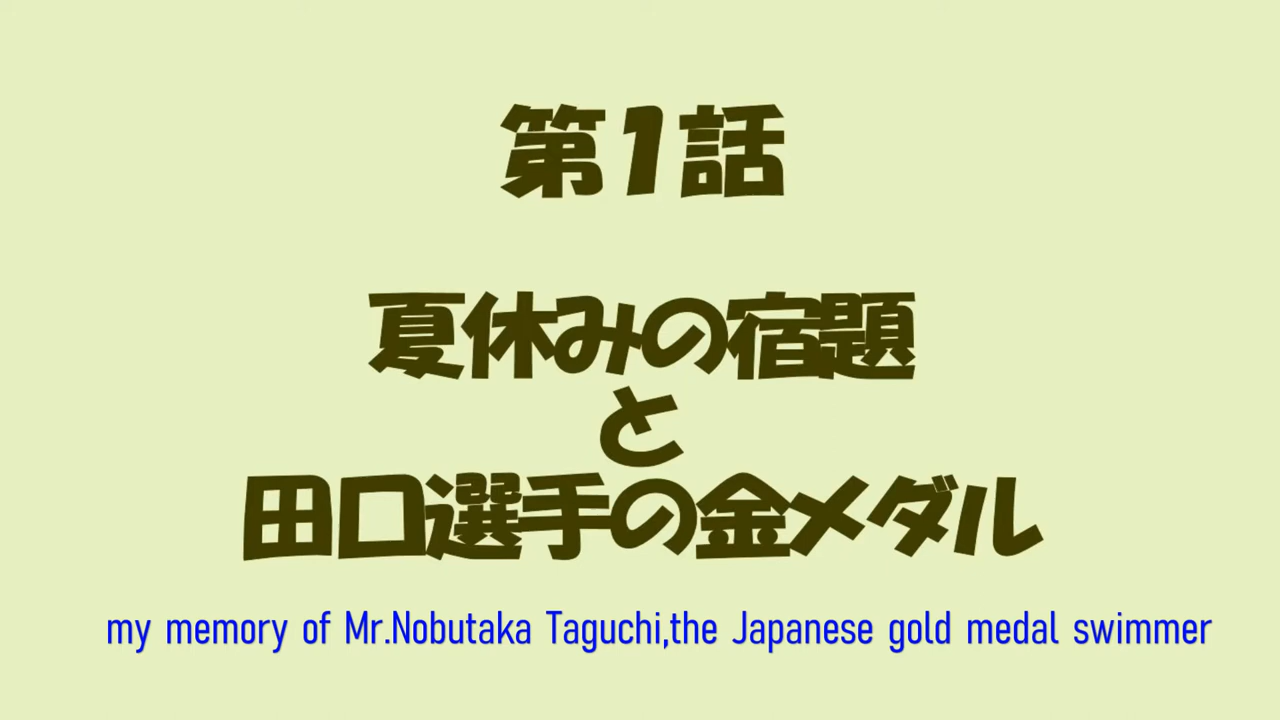 第1話
夏休みの宿題
と
田口選手の金メダル
my memory of Mr.Nobutaka Taguchi,the Japanese gold medal swimmer